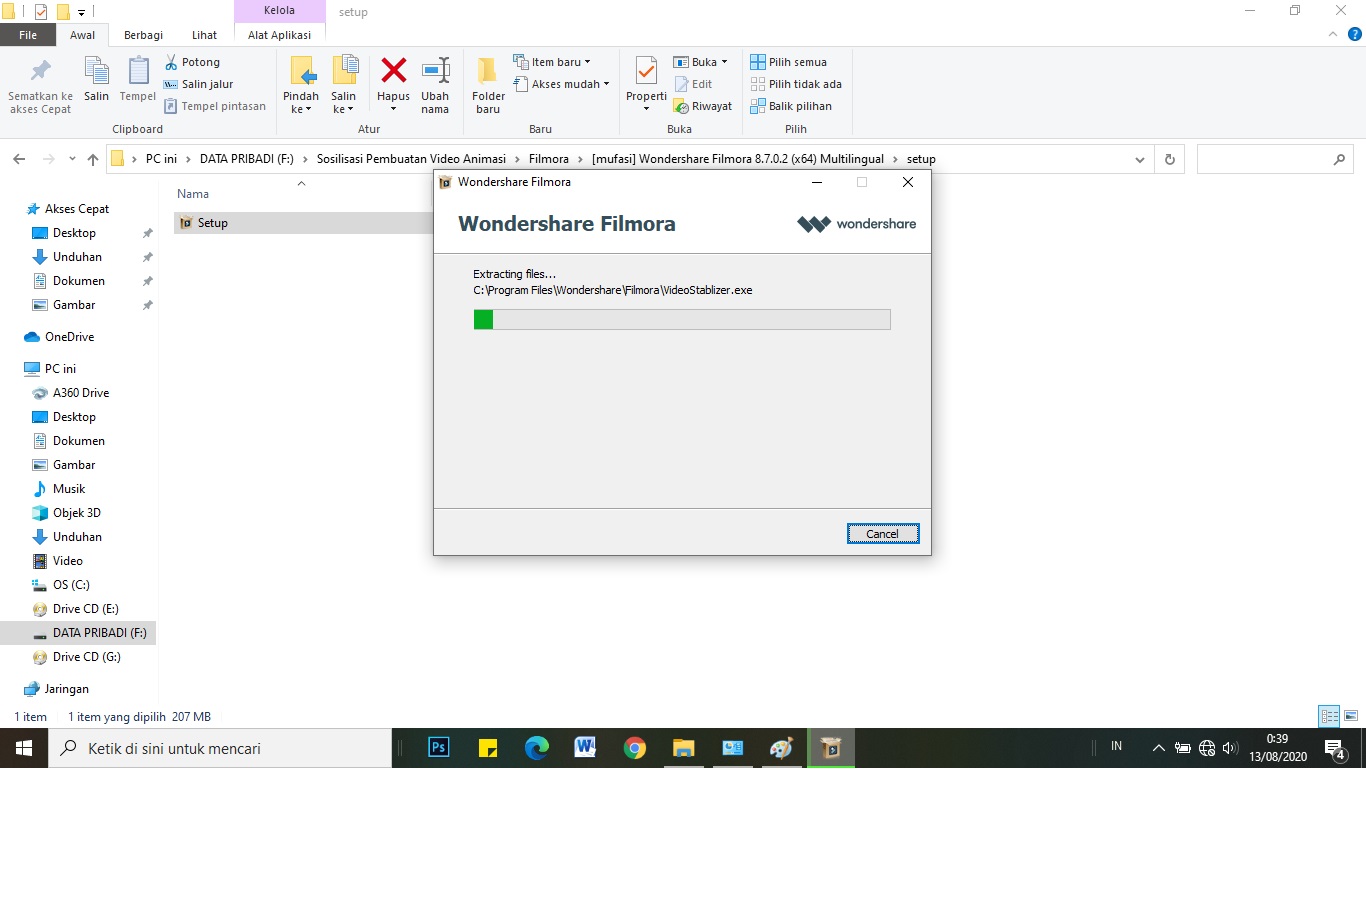 Kelola
setup
File
Awal
Berbagi
Lihat
Alat Aplikasi
Sematkan ke
akses Cepat
Salin
Tempel
Potong
Salin jalur
Tempel pintasan
Clipboard
Pindah
ke
Salin
ke
Hapus
Ubah
nama
Atur
Folder
baru
Item baru
Akses mudah
Baru
Properti
Buka
Edit
Riwayat
Buka
Pilih semua
Pilih tidak ada
Balik pilihan
Pilih
PC ini > DATA PRIBADI (F:) > Sosilisasi Pembuatan Video Animasi > Filmora > [mufasi] Wondershare Filmora 8.7.0.2 (x64) Multilingual > setup
Akses Cepat
Desktop
Unduhan
Dokumen
Gambar
OneDrive
PC ini
A360 Drive
Desktop
Dokumen
Gambar
Musik
Objek 3D
Unduhan
Video
OS (C:)
Drive CD (E:)
DATA PRIBADI (F:)
Drive CD (G:)
Jaringan
Nama
Setup
Wondershare Filmora
Wondershare Filmora
wondershare
Extracting files...
C:\Program Files\Wondershare\Filmora\VideoStablizer.exe
Cancel
1 item
1 item yang dipilih 207 MB
Ketik di sini untuk mencari
Ps
W
IN
0:39
13/08/2020
4